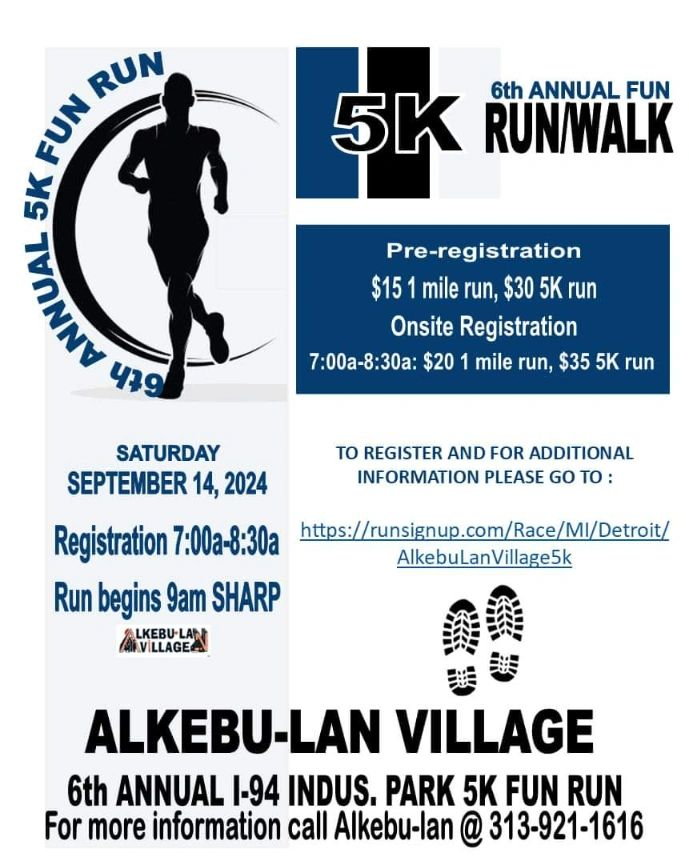 6th ANNUAL 5K FUN RUN
5K
6th ANNUAL FUN
RUN/WALK
Pre-registration
$15 1 mile run, $30 5K run
Onsite Registration
7:00a-8:30a: $20 1 mile run, $35 5K run
SATURDAY
SEPTEMBER 14, 2024
Registration 7:00a-8:30a
Run begins 9am SHARP
ALKEBU-LAN
VILLAGE
TO REGISTER AND FOR ADDITIONAL
INFORMATION PLEASE GO TO :
https://runsignup.com/Race/MI/Detroit/
AlkebuLanVillage5k
ALKEBU-LAN VILLAGE
6th ANNUAL I-94 INDUS. PARK 5K FUN RUN
For more information call Alkebu-lan @ 313-921-1616